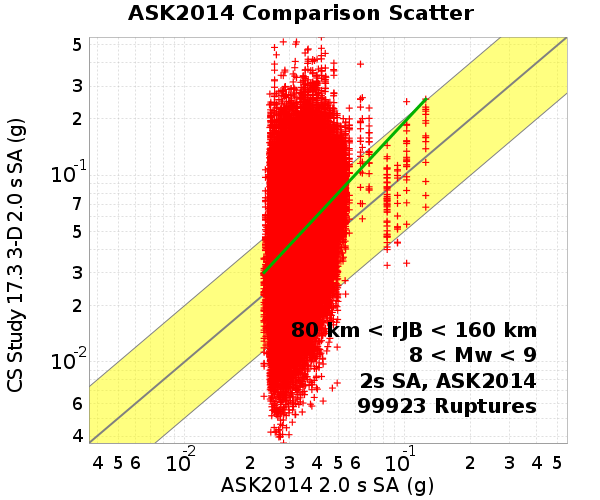 ASK2014 Comparison Scatter
CS Study 17.3 3-D 2.0 s SA (g)
5
3
2
10-1
7
5
3
2
10-2
6
4
80 km < rJB < 160 km
8 < Mw < 9
2s SA, ASK2014
99923 Ruptures
4 5 6 10-2 2 3 4 5 6 10-1 2 3 4 5
ASK2014 2.0 s SA (g)